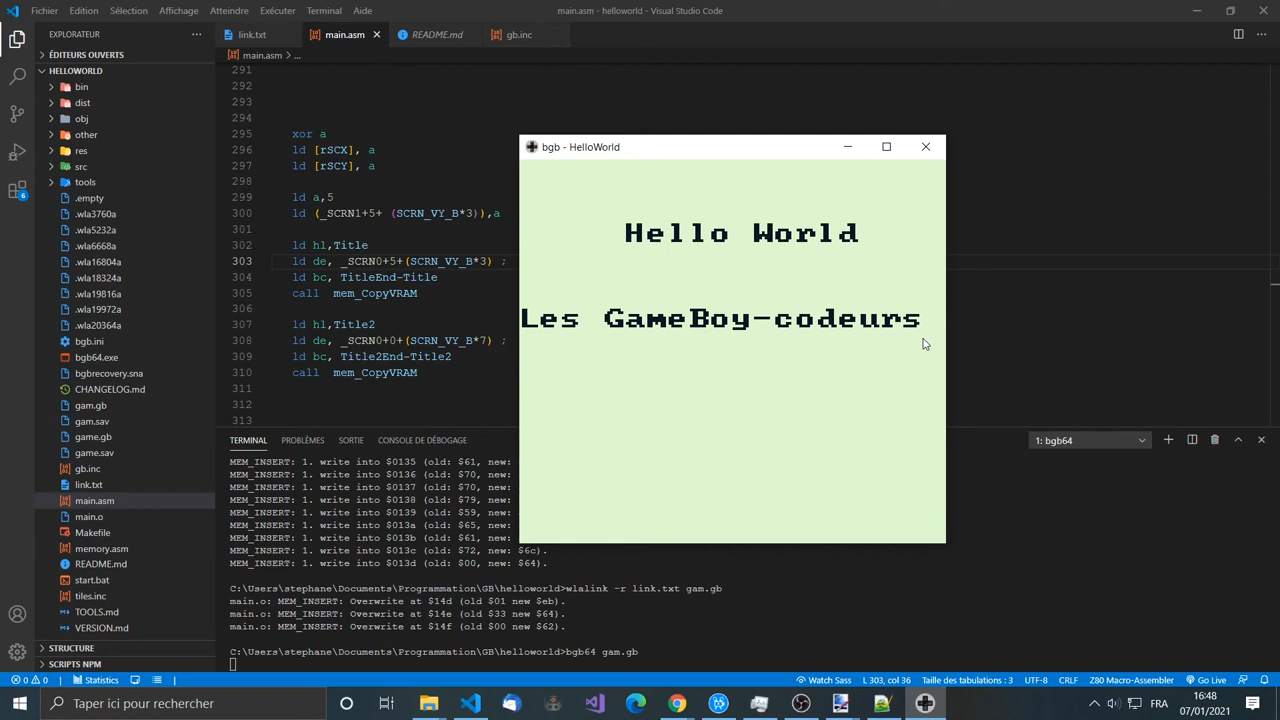 Fichier Edition Sélection Affichage Atteindre Exécuter Terminal Aide main.asm - helloworld - Visual Studio Code
EXPLORATEUR ··· link.txt main.asm README.md gb.inc
ÉDITEURS OUVERTS
main.asm > ...
HELLOWORLD
bin
dist
obj
other
res
src
tools
.empty
.wla3760a
.wla5232a
.wla6668a
.wla16804a
.wla18324a
.wla19816a
.wla19972a
.wla20364a
bgb.ini
bgb64.exe
bgbrecovery.sna
CHANGELOG.md
gam.gb
gam.sav
game.gb
game.sav
gb.inc
link.txt
main.asm
main.o
Makefile
memory.asm
README.md
start.bat
tiles.inc
TOOLS.md
VERSION.md
STRUCTURE
SCRIPTS NPM
291
292
293
294
295 xor a
296 ld [rSCX], a
297 ld [rSCY], a
298
299 ld a,5
300 ld (_SCRN1+5+ (SCRN_VY_B*3)),a
301
302 ld hl,Title
303 ld de, _SCRN0+5+(SCRN_VY_B*3) ;
304 ld bc, TitleEnd-Title
305 call mem_CopyVRAM
306
307 ld hl,Title2
308 ld de, _SCRN0+0+(SCRN_VY_B*7) ;
309 ld bc, Title2End-Title2
310 call mem_CopyVRAM
311
312
313
bgb - HelloWorld
Hello World
Les GameBoy-codeurs
TERMINAL PROBLÈMES SORTIE CONSOLE DE DÉBOGAGE 1: bgb64
MEM_INSERT: 1. write into $0135 (old: $61, new:
MEM_INSERT: 1. write into $0136 (old: $70, new:
MEM_INSERT: 1. write into $0137 (old: $70, new:
MEM_INSERT: 1. write into $0138 (old: $79, new:
MEM_INSERT: 1. write into $0139 (old: $59, new:
MEM_INSERT: 1. write into $013a (old: $65, new:
MEM_INSERT: 1. write into $013b (old: $61, new:
MEM_INSERT: 1. write into $013c (old: $72, new: $6c).
MEM_INSERT: 1. write into $013d (old: $00, new: $64).
C:\Users\stephane\Documents\Programmation\GB\helloworld>wlalink -r link.txt gam.gb
main.o: MEM_INSERT: Overwrite at $14d (old $01 new $eb).
main.o: MEM_INSERT: Overwrite at $14e (old $33 new $64).
main.o: MEM_INSERT: Overwrite at $14f (old $00 new $62).
C:\Users\stephane\Documents\Programmation\GB\helloworld>bgb64 gam.gb
6
0 0 Statistics Watch Sass L 303, col 36 Taille des tabulations : 3 UTF-8 CRLF Z80 Macro-Assembler Go Live
Taper ici pour rechercher FRA 16:48
07/01/2021